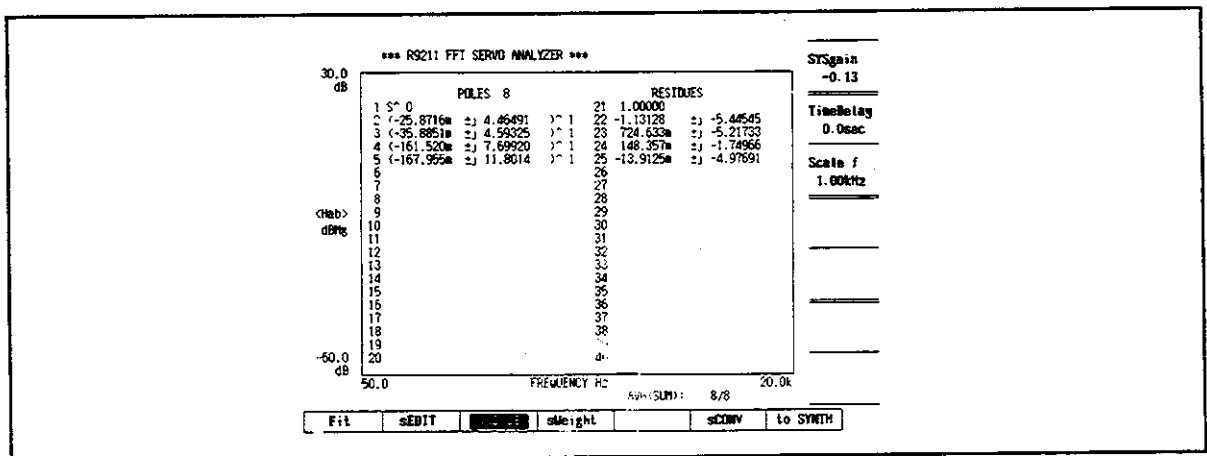 *** R9211 FFT SERVO ANALYZER ***
30.0
dB
POLES 8 RESIDUES
1 S^ 0 21 1.00000
2 (-25.8716m ±j 4.46491 )^ 1 22 -1.13128 ±j -5.44545
3 (-35.8851m ±j 4.59325 )^ 1 23 724.633m ±j -5.21733
4 (-161.520m ±j 7.69920 )^ 1 24 148.357m ±j -1.74966
5 (-167.955m ±j 11.8014 )^ 1 25 -13.9125m ±j -4.97691
6 26
7 27
8 28
<Hab> 9 29
dBMg 10 30
11 31
12 32
13 33
14 34
15 35
16 36
17 37
18 38
19
-60.0 20
dB
50.0 FREQUENCY Hz 20.0k
AVG(SUM): 8/8
SYSgain
-0.13
TimeDelay
0.0sec
Scale f
1.00kHz
Fit sEDIT sWeight sCONV to SYNTH